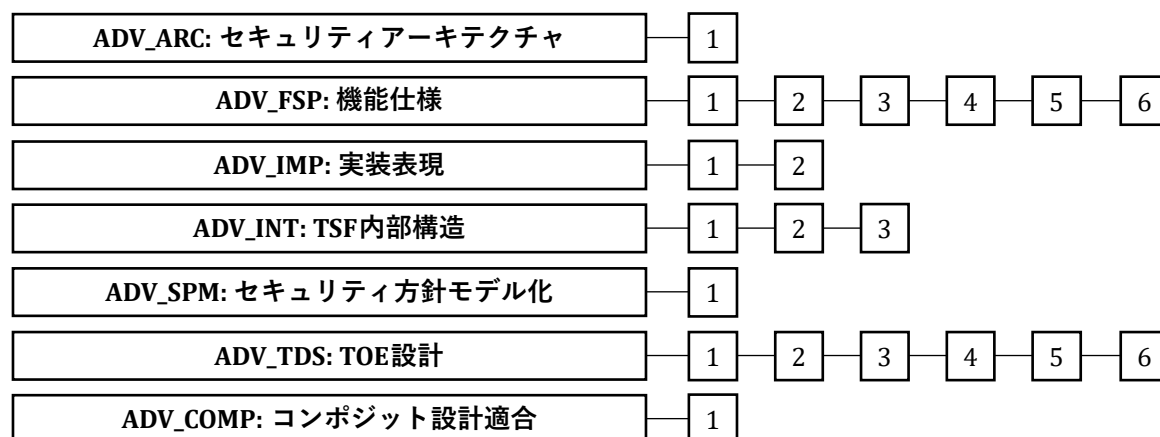 ADV_ARC: セキュリティアーキテクチャ 1
ADV_FSP: 機能仕様 1 2 3 4 5 6
ADV_IMP: 実装表現 1 2
ADV_INT: TSF内部構造 1 2 3
ADV_SPM: セキュリティ方針モデル化 1
ADV_TDS: TOE設計 1 2 3 4 5 6
ADV_COMP: コンポジット設計適合 1